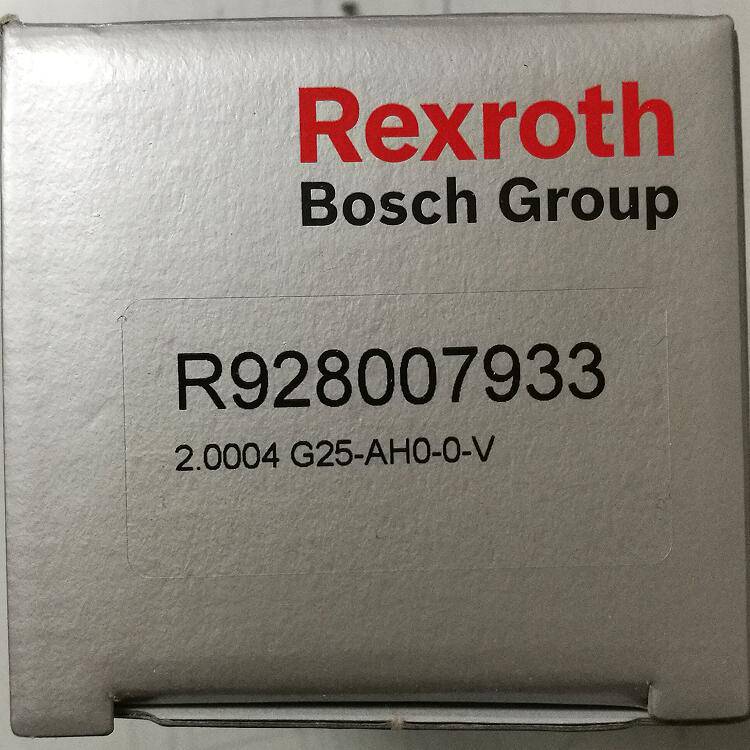 Rexroth
Bosch Group
R928007933
2.0004 G25-AH0-0-V